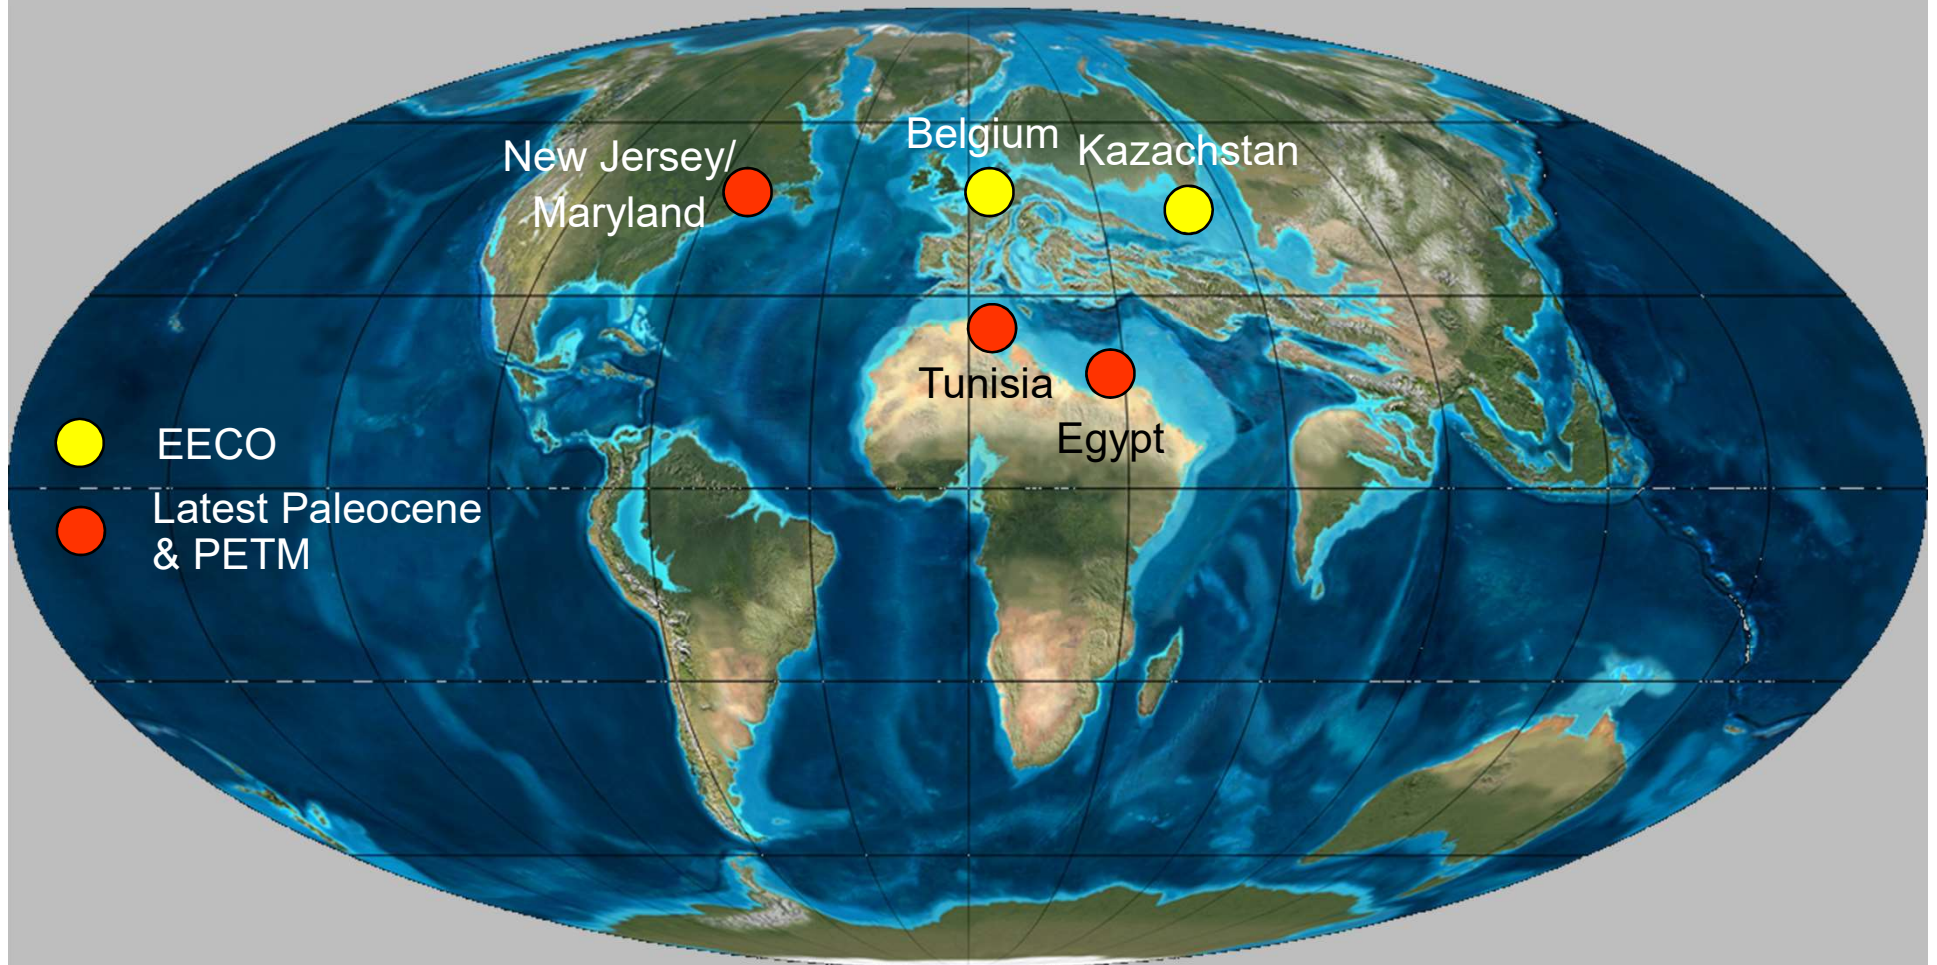 New Jersey/
Maryland
Belgium
Kazachstan
Tunisia
Egypt
EECO
Latest Paleocene
& PETM